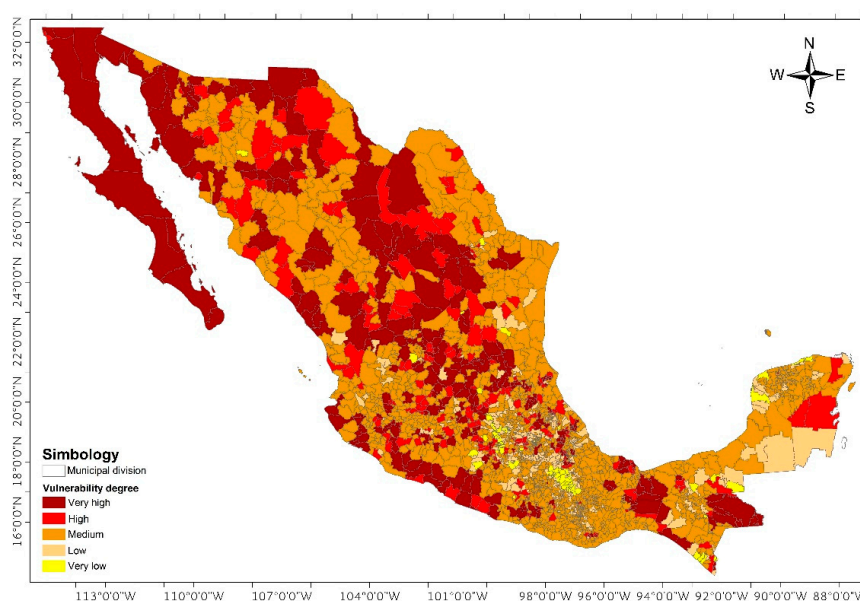 N
W E
S
32°0'0"N
30°0'0"N
28°0'0"N
26°0'0"N
24°0'0"N
22°0'0"N
20°0'0"N
18°0'0"N
16°0'0"N
Simbology
Municipal division
Vulnerability degree
Very high
High
Medium
Low
Very low
113°0'0"W 110°0'0"W 107°0'0"W 104°0'0"W 101°0'0"W 98°0'0"W 96°0'0"W 94°0'0"W 92°0'0"W 90°0'0"W 88°0'0"W